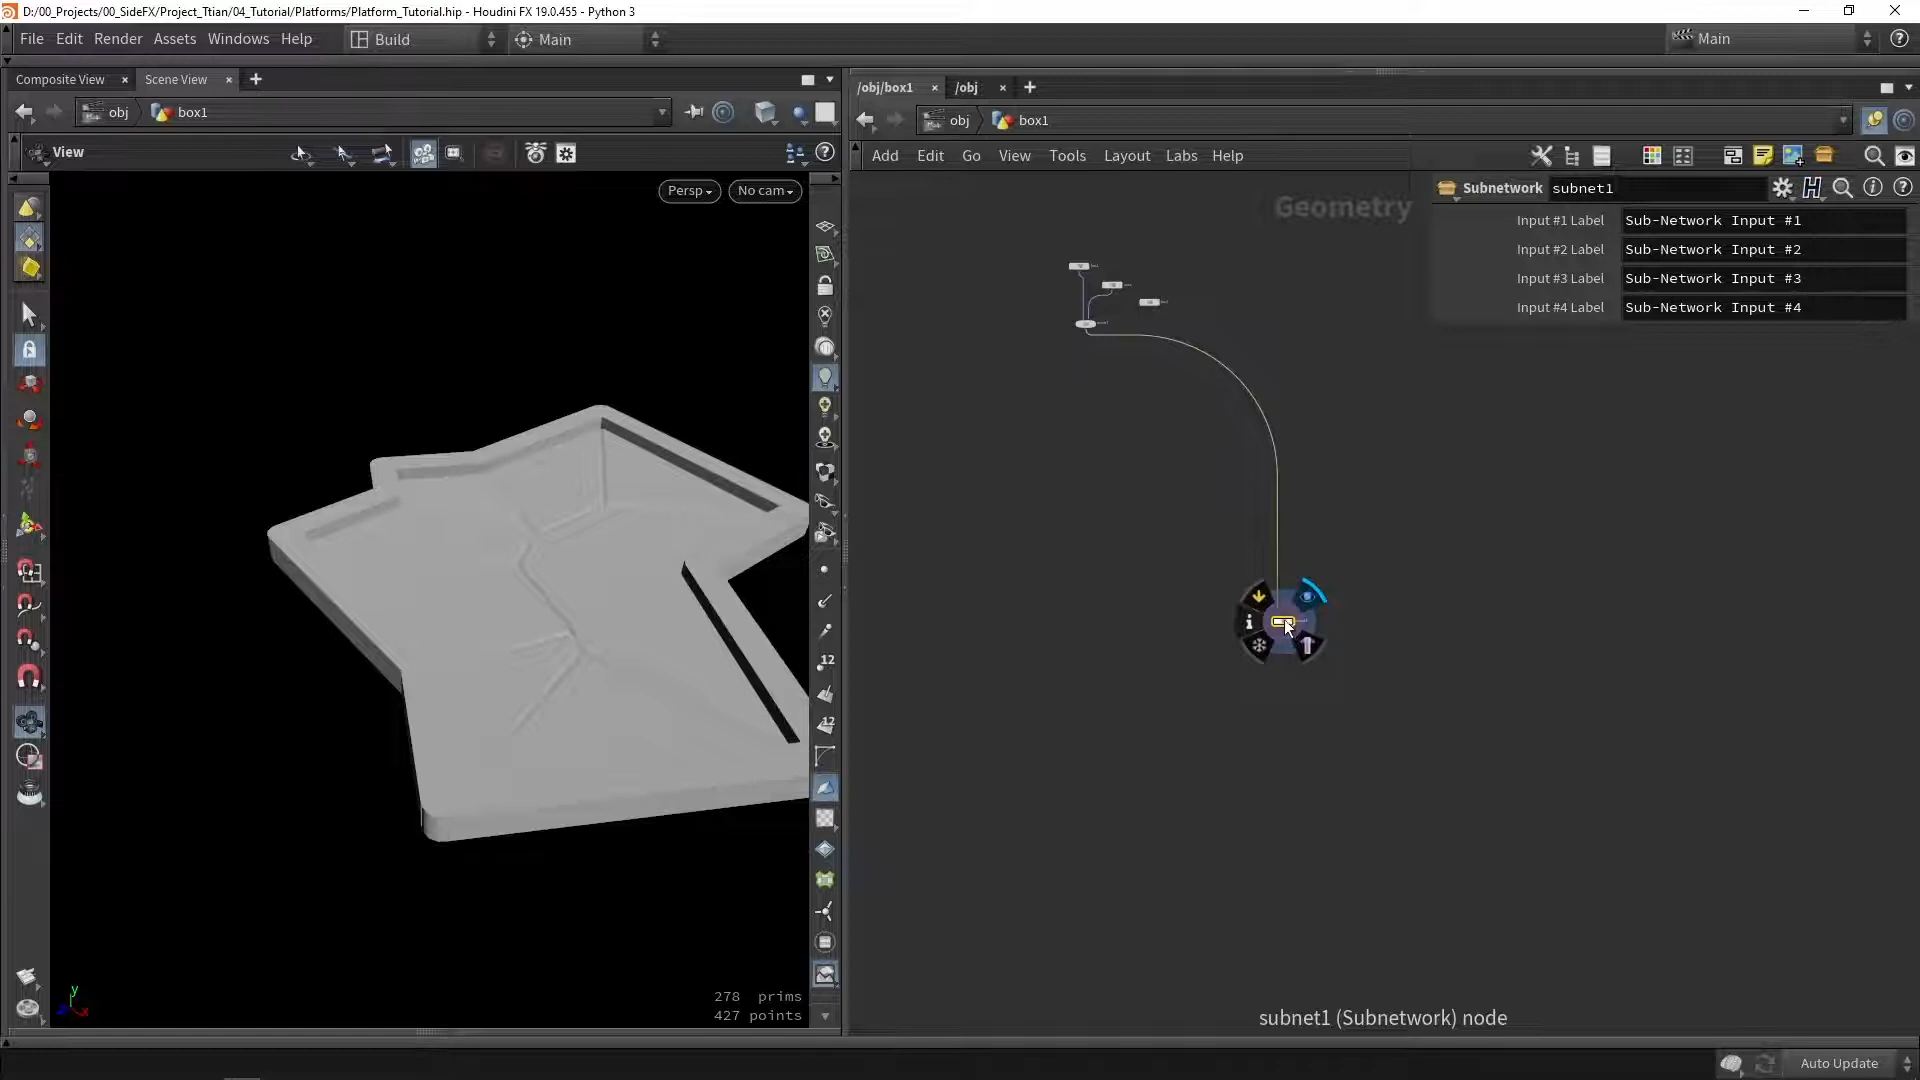 D:/00_Projects/00_SideFX/Project_Ttian/04_Tutorial/Platforms/Platform_Tutorial.hip - Houdini FX 19.0.455 - Python 3
File Edit Render Assets Windows Help Build Main Main
Composite View Scene View
/obj/box1 /obj
obj box1
obj box1
View
Add Edit Go View Tools Layout Labs Help
Persp No cam
Geometry
Subnetwork subnet1
Input #1 Label Sub-Network Input #1
Input #2 Label Sub-Network Input #2
Input #3 Label Sub-Network Input #3
Input #4 Label Sub-Network Input #4
12
12
y
x
278 prims
427 points
subnet1 (Subnetwork) node
Auto Update